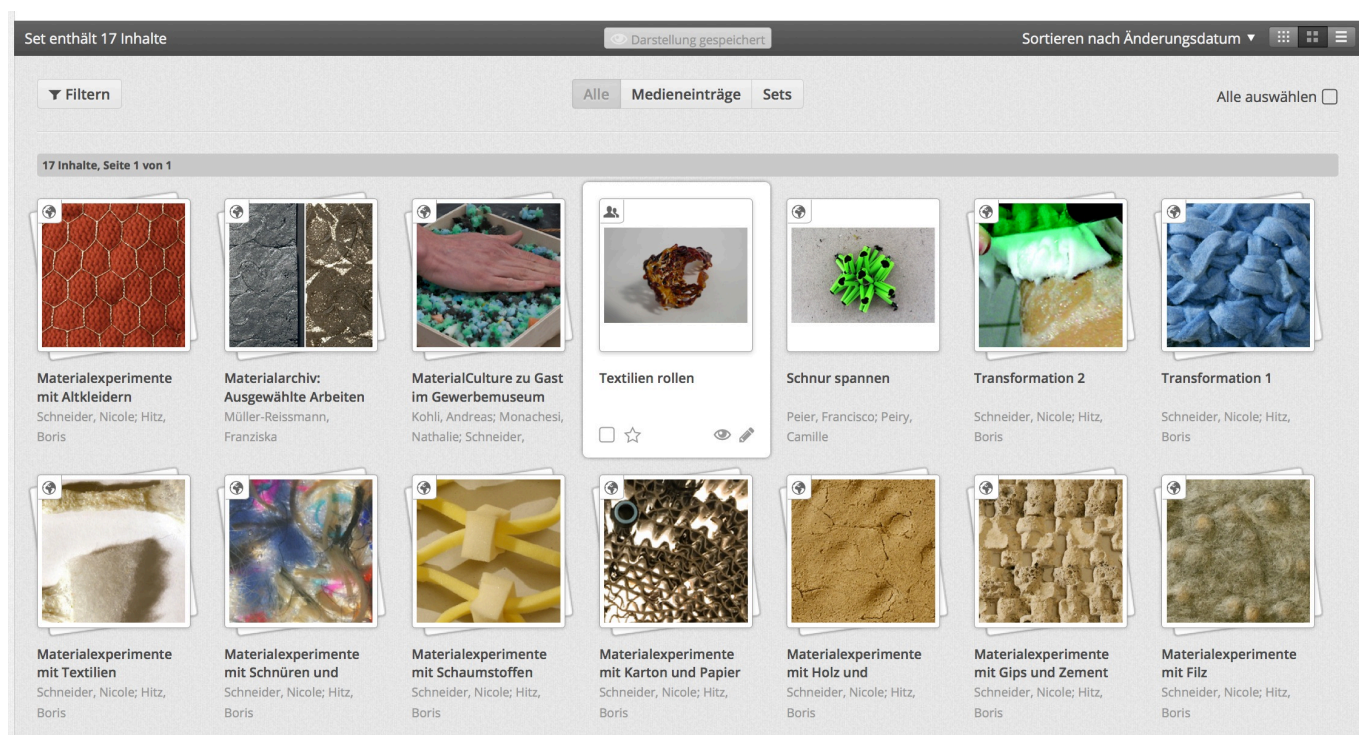 Set enthält 17 Inhalte
Darstellung gespeichert
Sortieren nach Änderungsdatum
Filtern
Alle Medieneinträge Sets
Alle auswählen
17 Inhalte, Seite 1 von 1
Materialexperimente
mit Altkleidern
Schneider, Nicole; Hitz,
Boris
Materialarchiv:
Ausgewählte Arbeiten
Müller-Reissmann,
Franziska
MaterialCulture zu Gast
im Gewerbemuseum
Kohli, Andreas; Monachesi,
Nathalie; Schneider,
Textilien rollen
Schnur spannen
Peier, Francisco; Peiry,
Camille
Transformation 2
Schneider, Nicole; Hitz,
Boris
Transformation 1
Schneider, Nicole; Hitz,
Boris
Materialexperimente
mit Textilien
Schneider, Nicole; Hitz,
Boris
Materialexperimente
mit Schnüren und
Schneider, Nicole; Hitz,
Boris
Materialexperimente
mit Schaumstoffen
Schneider, Nicole; Hitz,
Boris
Materialexperimente
mit Karton und Papier
Schneider, Nicole; Hitz,
Boris
Materialexperimente
mit Holz und
Schneider, Nicole; Hitz,
Boris
Materialexperimente
mit Gips und Zement
Schneider, Nicole; Hitz,
Boris
Materialexperimente
mit Filz
Schneider, Nicole; Hitz,
Boris